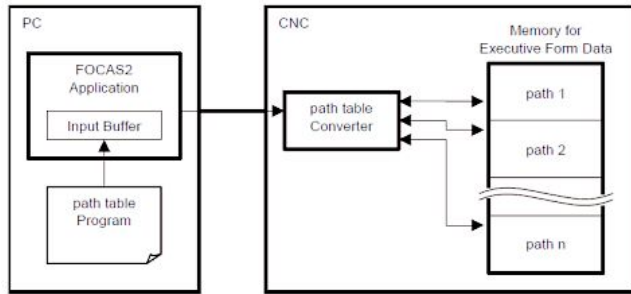 PC
FOCAS2
Application
Input Buffer
path table
Program
CNC
path table
Converter
Memory for
Executive Form Data
path 1
path 2
path n